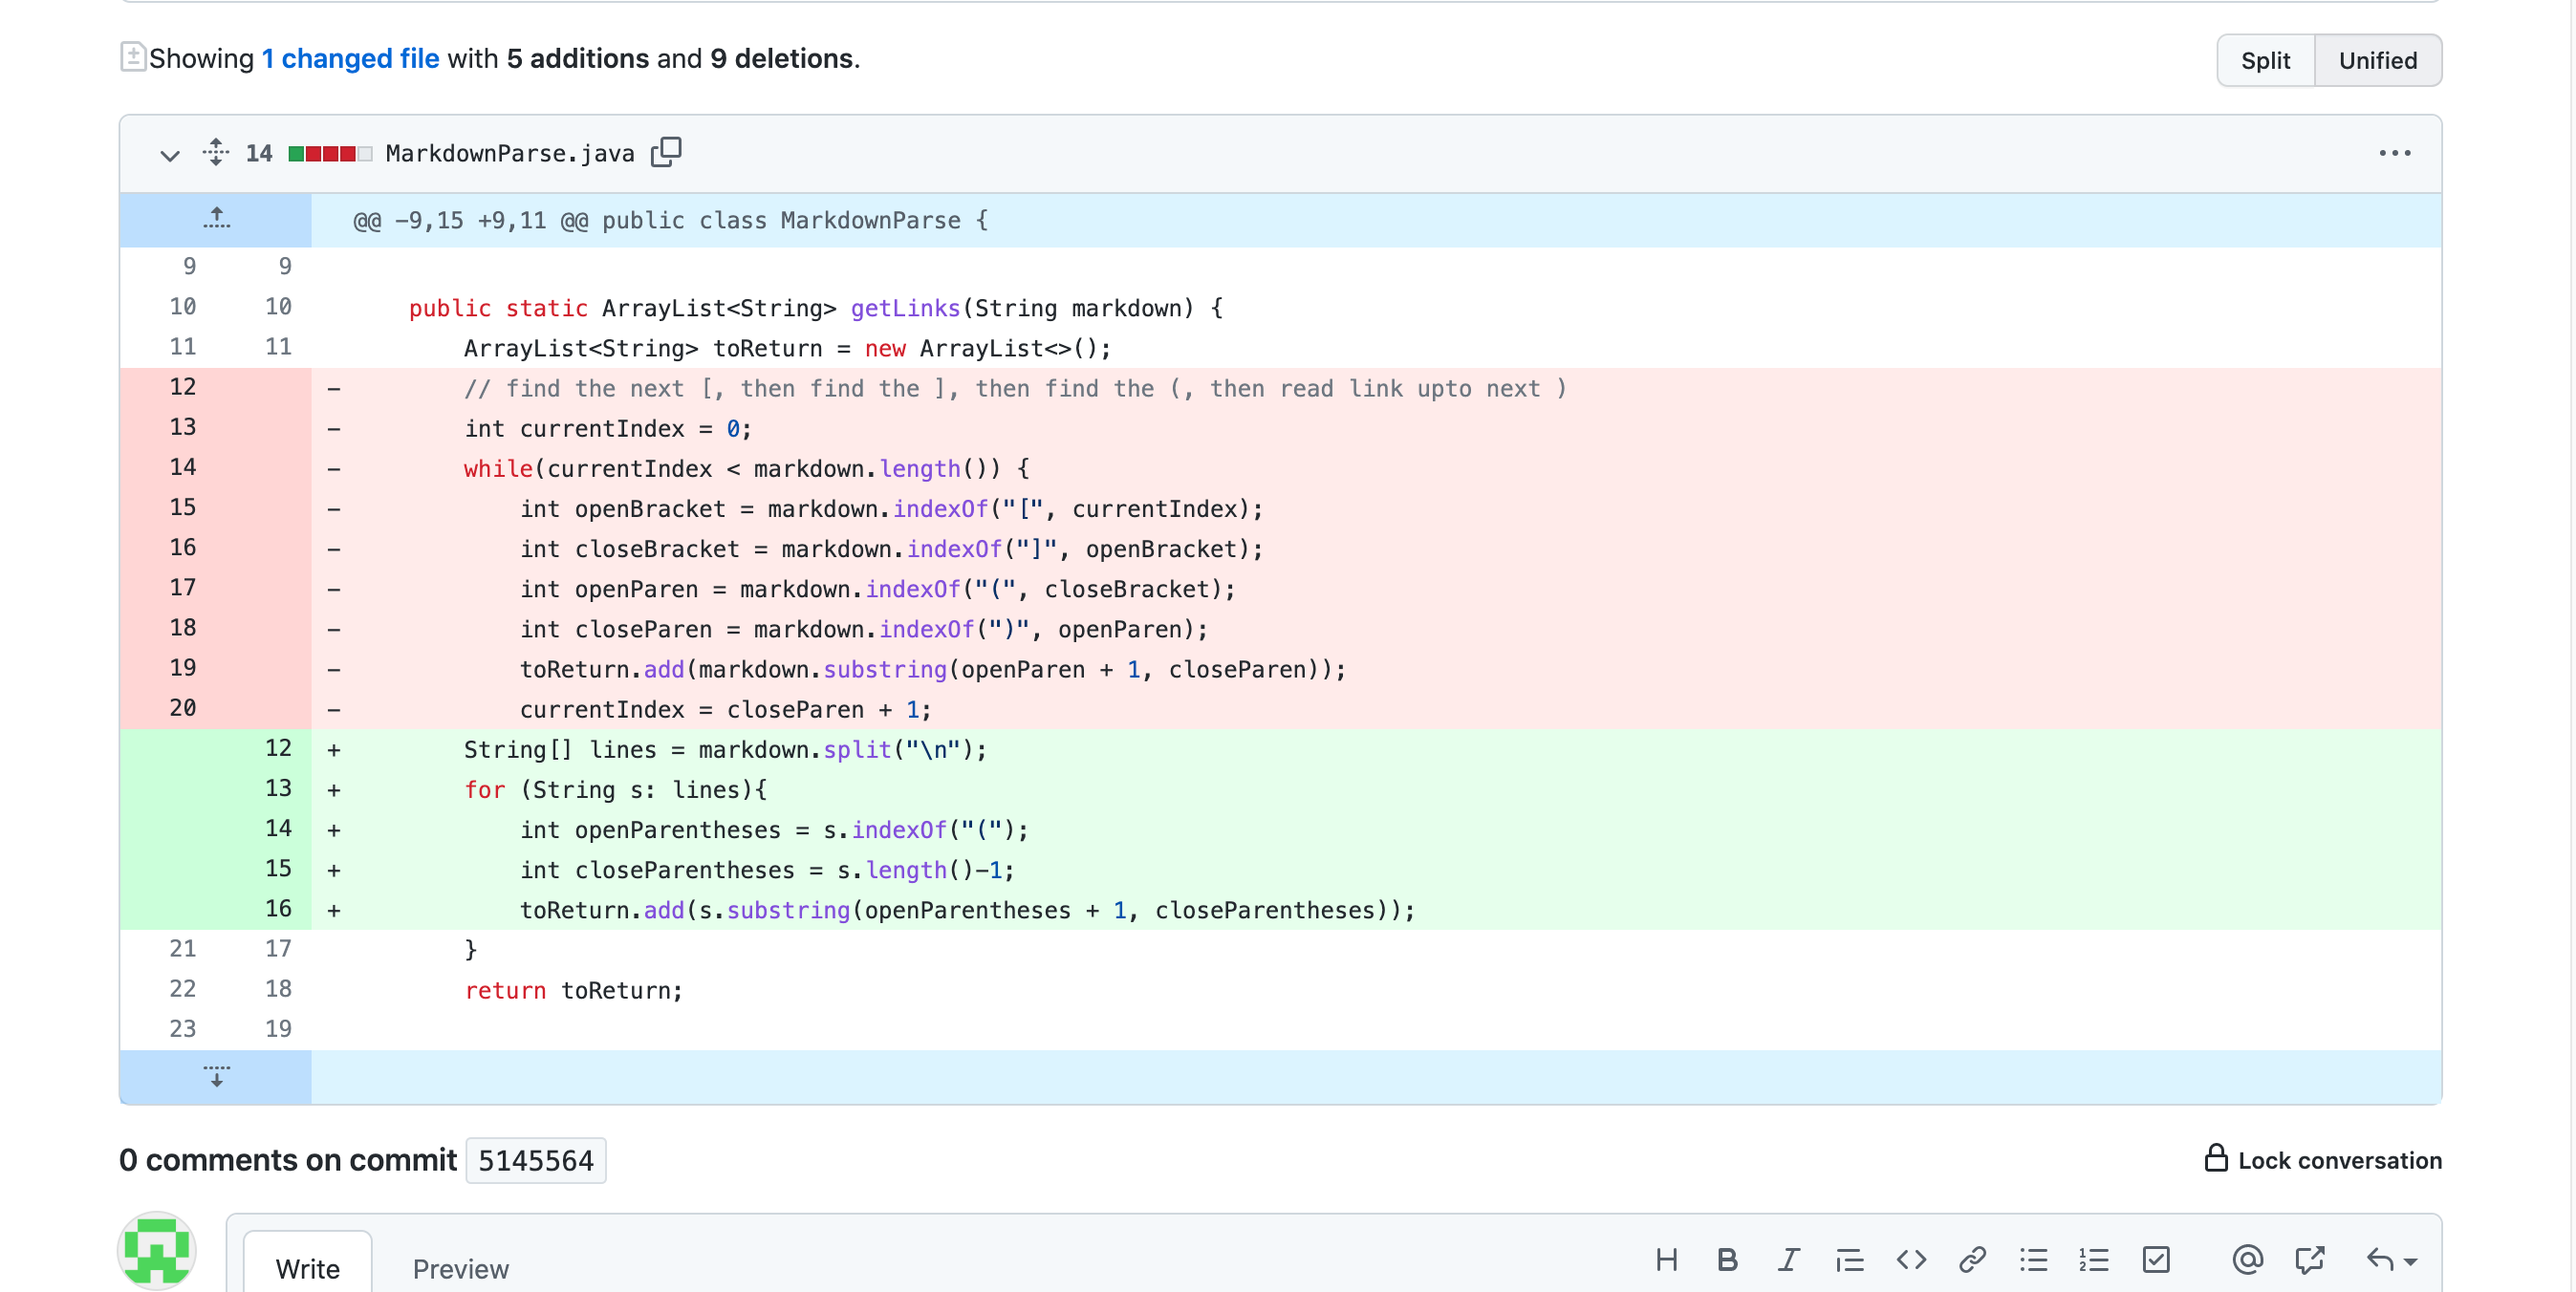 Showing 1 changed file with 5 additions and 9 deletions.
Split Unified
14 MarkdownParse.java
@@ -9,15 +9,11 @@ public class MarkdownParse {
9 9
10 10 public static ArrayList<String> getLinks(String markdown) {
11 11 ArrayList<String> toReturn = new ArrayList<>();
12 - // find the next [, then find the ], then find the (, then read link upto next )
13 - int currentIndex = 0;
14 - while(currentIndex < markdown.length()) {
15 - int openBracket = markdown.indexOf("[", currentIndex);
16 - int closeBracket = markdown.indexOf("]", openBracket);
17 - int openParen = markdown.indexOf("(", closeBracket);
18 - int closeParen = markdown.indexOf(")", openParen);
19 - toReturn.add(markdown.substring(openParen + 1, closeParen));
20 - currentIndex = closeParen + 1;
12 + String[] lines = markdown.split("\n");
13 + for (String s: lines){
14 + int openParentheses = s.indexOf("(");
15 + int closeParentheses = s.length()-1;
16 + toReturn.add(s.substring(openParentheses + 1, closeParentheses));
21 17 }
22 18 return toReturn;
23 19
0 comments on commit 5145564
Lock conversation
Write Preview